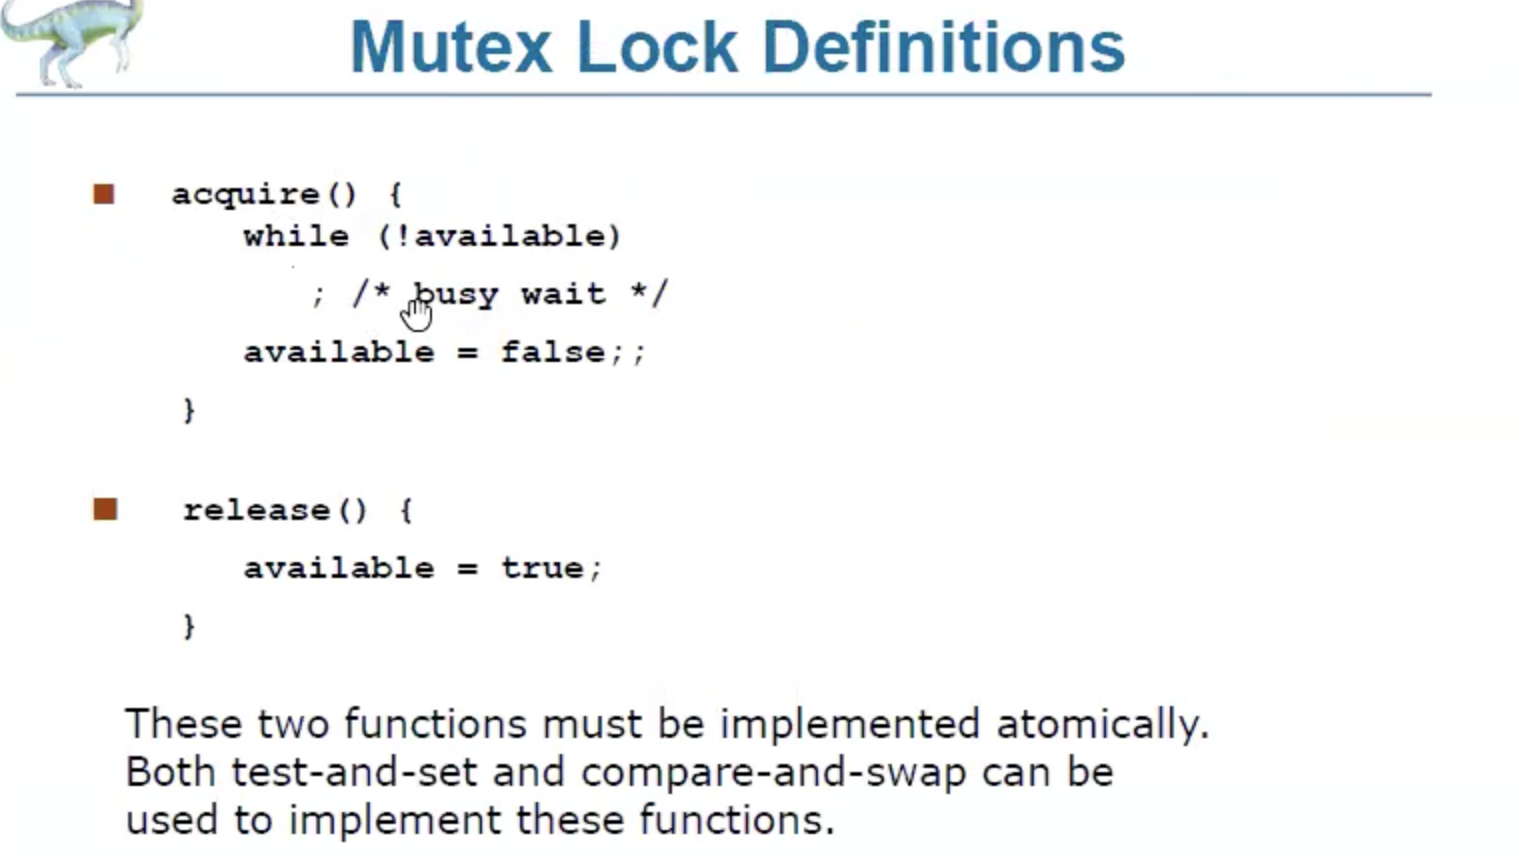 Mutex Lock Definitions
acquire() {
while (!available)
; /* busy wait */
available = false;;
}
release() {
available = true;
}
These two functions must be implemented atomically.
Both test-and-set and compare-and-swap can be
used to implement these functions.